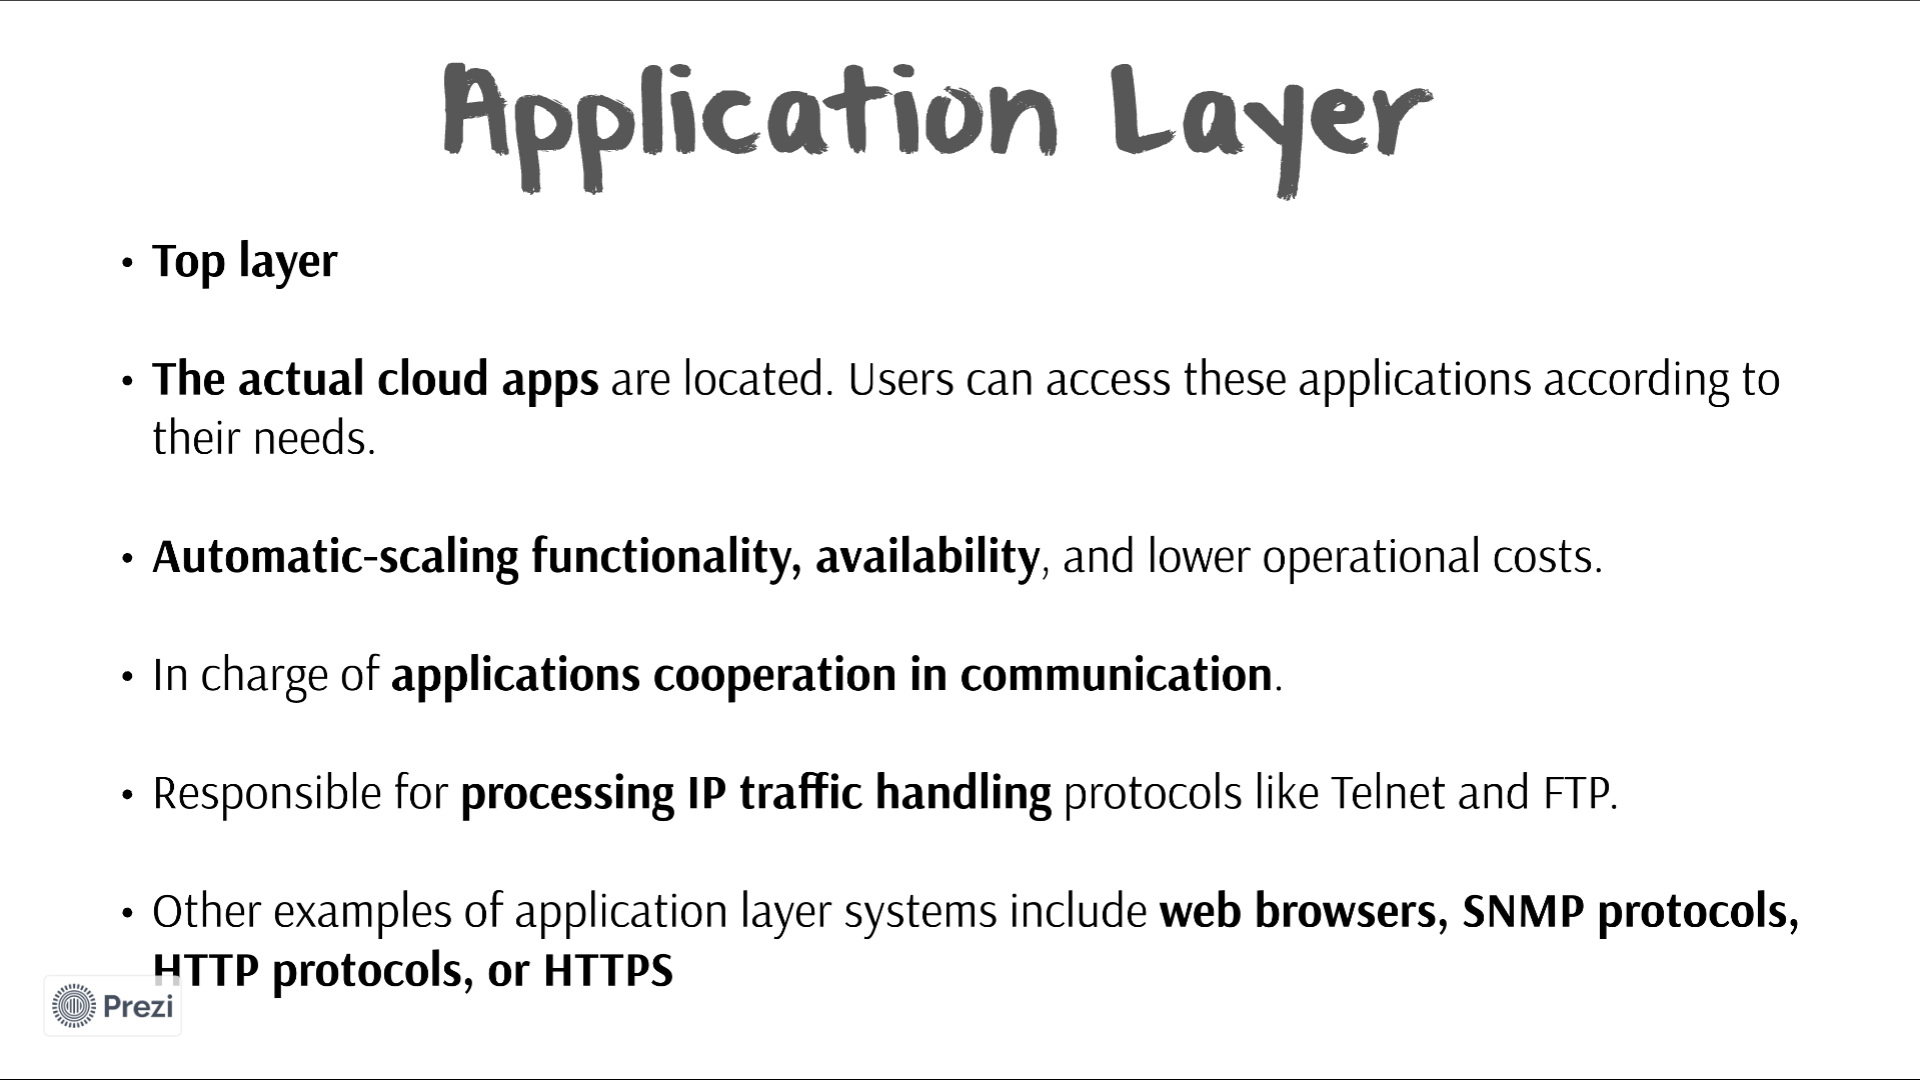 Application Layer
• Top layer
• The actual cloud apps are located. Users can access these applications according to
their needs.
• Automatic-scaling functionality, availability, and lower operational costs.
• In charge of applications cooperation in communication.
• Responsible for processing IP traffic handling protocols like Telnet and FTP.
• Other examples of application layer systems include web browsers, SNMP protocols,
HTTP protocols, or HTTPS
Prezi